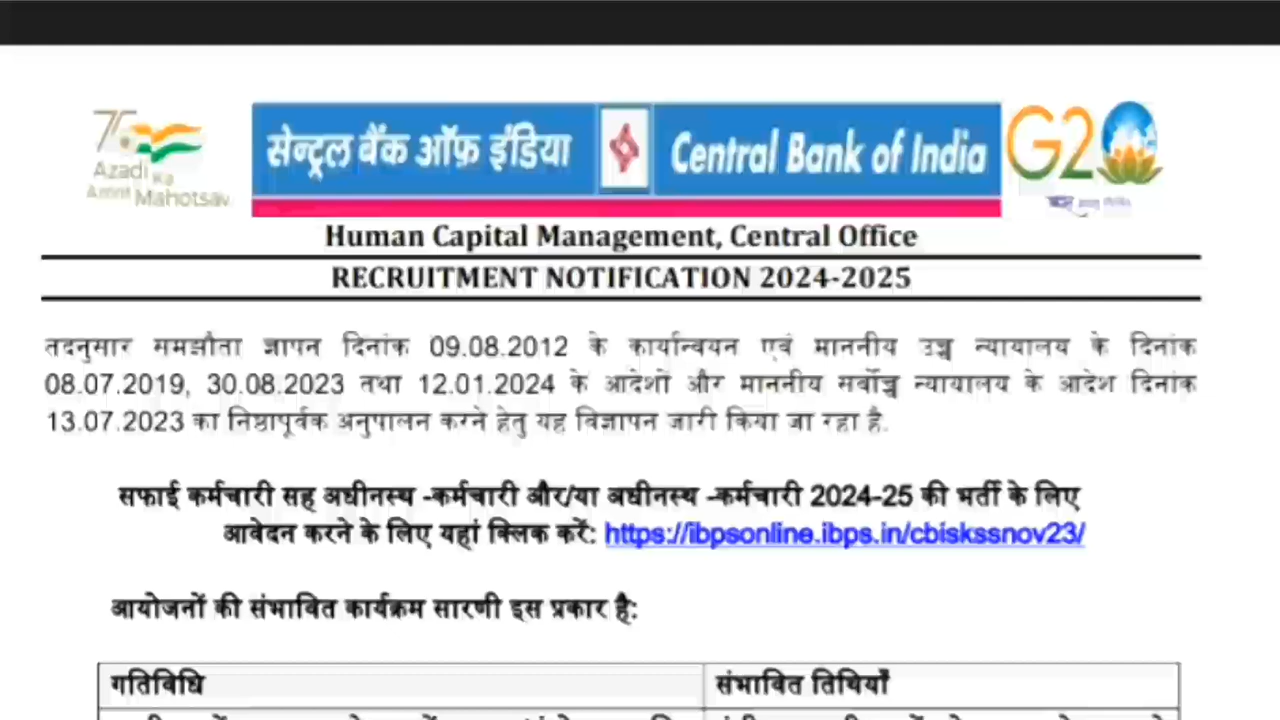 75
Azadi Ka
Amrit Mahotsav
सेन्ट्रल बैंक ऑफ़ इंडिया Central Bank of India
G20
Human Capital Management, Central Office
RECRUITMENT NOTIFICATION 2024-2025
तदनुसार समझौता ज्ञापन दिनांक 09.08.2012 के कार्यान्वयन एवं माननीय उच्च न्यायालय के दिनांक
08.07.2019, 30.08.2023 तथा 12.01.2024 के आदेशों और माननीय सर्वोच्च न्यायालय के आदेश दिनांक
13.07.2023 का निष्ठापूर्वक अनुपालन करने हेतु यह विज्ञापन जारी किया जा रहा है.
सफाई कर्मचारी सह अधीनस्थ -कर्मचारी और/या अधीनस्थ -कर्मचारी 2024-25 की भर्ती के लिए
आवेदन करने के लिए यहां क्लिक करें: https://ibpsonline.ibps.in/cbiskssnov23/
आयोजनों की संभावित कार्यक्रम सारणी इस प्रकार है:
गतिविधि संभावित तिथियाँ